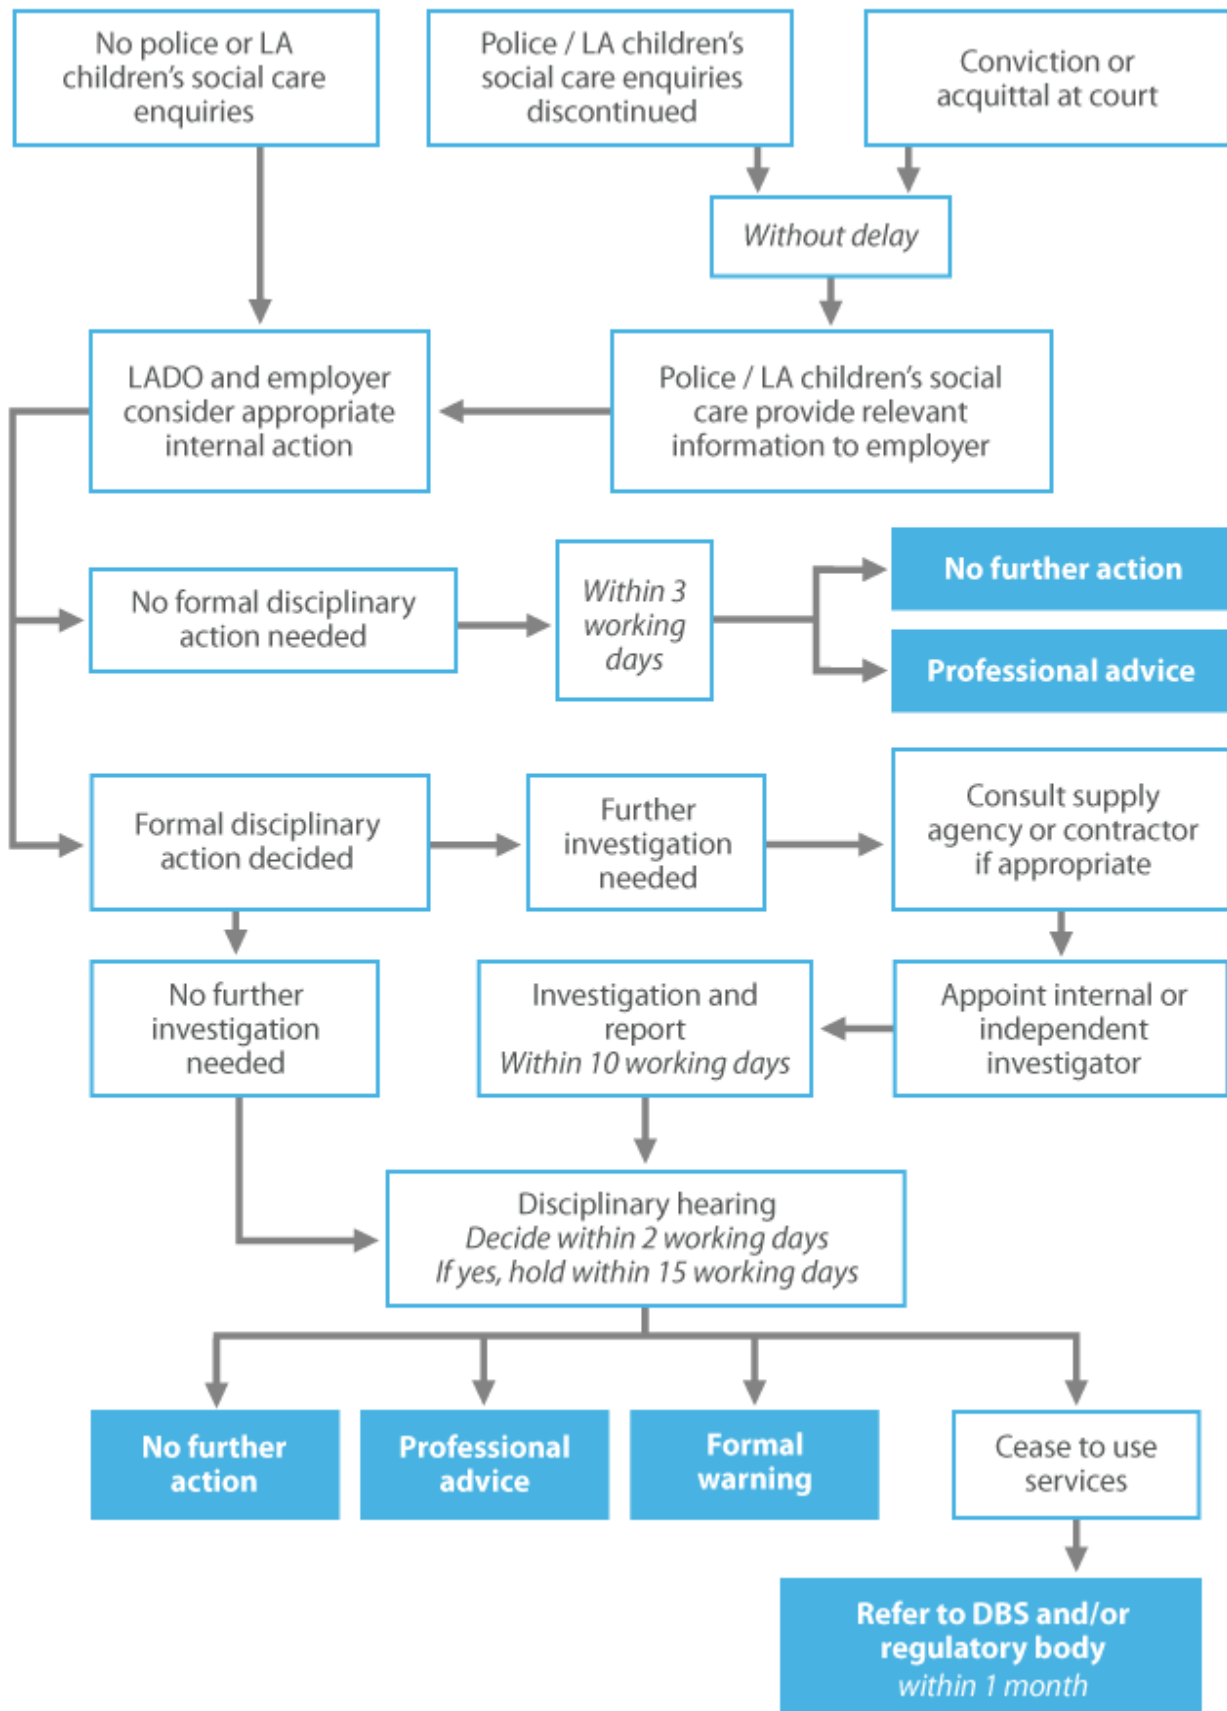 No police or LA
children’s social care
enquiries
Police / LA children’s
social care enquiries
discontinued
Conviction or
acquittal at court
Without delay
LADO and employer
consider appropriate
internal action
Police / LA children’s social
care provide relevant
information to employer
No formal disciplinary
action needed
Within 3
working
days
No further action
Professional advice
Formal disciplinary
action decided
Further
investigation
needed
Consult supply
agency or contractor
if appropriate
No further
investigation
needed
Investigation and
report
Within 10 working days
Appoint internal or
independent
investigator
Disciplinary hearing
Decide within 2 working days
If yes, hold within 15 working days
No further
action
Professional
advice
Formal
warning
Cease to use
services
Refer to DBS and/or
regulatory body
within 1 month